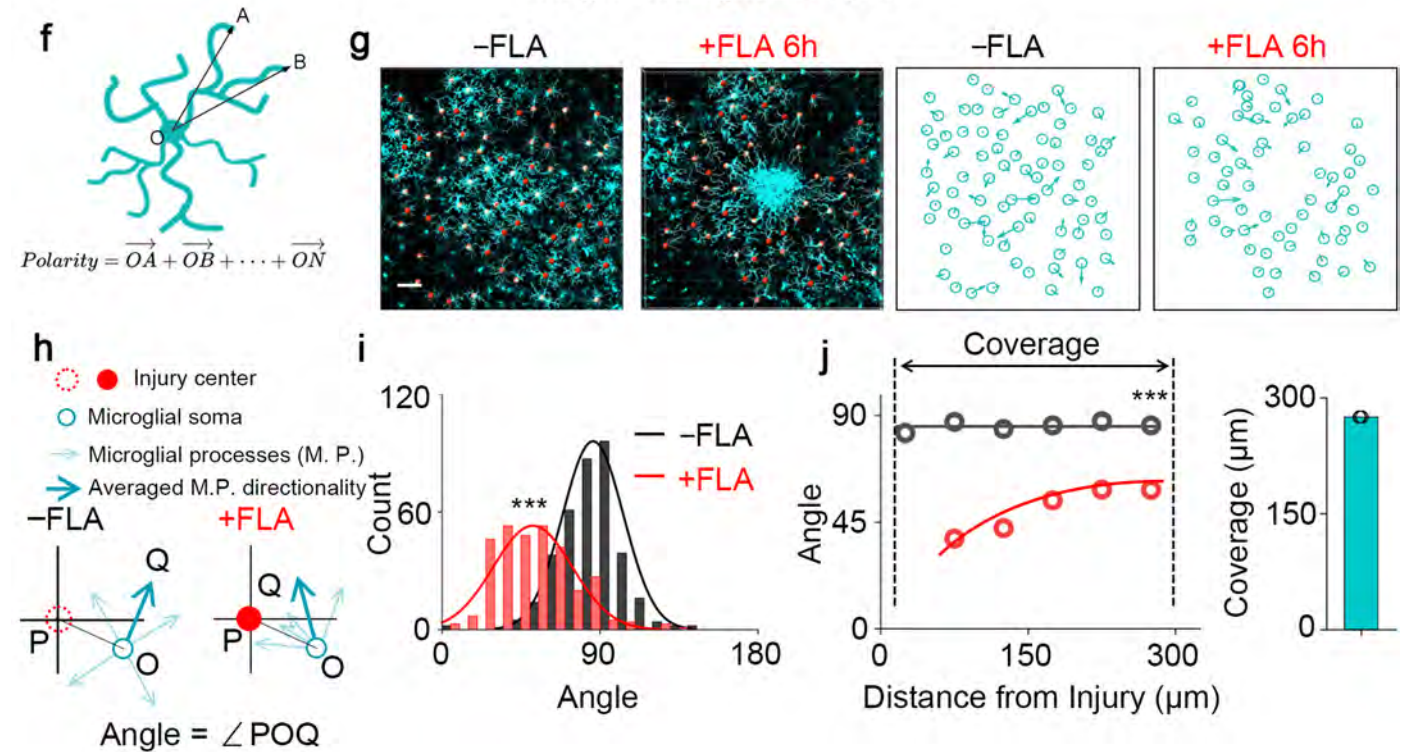 f
A
B
O
Polarity = OA + OB + · · · + ON
g
−FLA
+FLA 6h
−FLA
+FLA 6h
h
Injury center
Microglial soma
Microglial processes (M. P.)
Averaged M.P. directionality
−FLA
+FLA
Q
P
O
Q
P
O
Angle = ∠POQ
i
120
60
0
Count
***
−FLA
+FLA
0 90 180
Angle
j
Coverage
***
90
45
0
Angle
0 150 300
Distance from Injury (µm)
300
150
0
Coverage (µm)